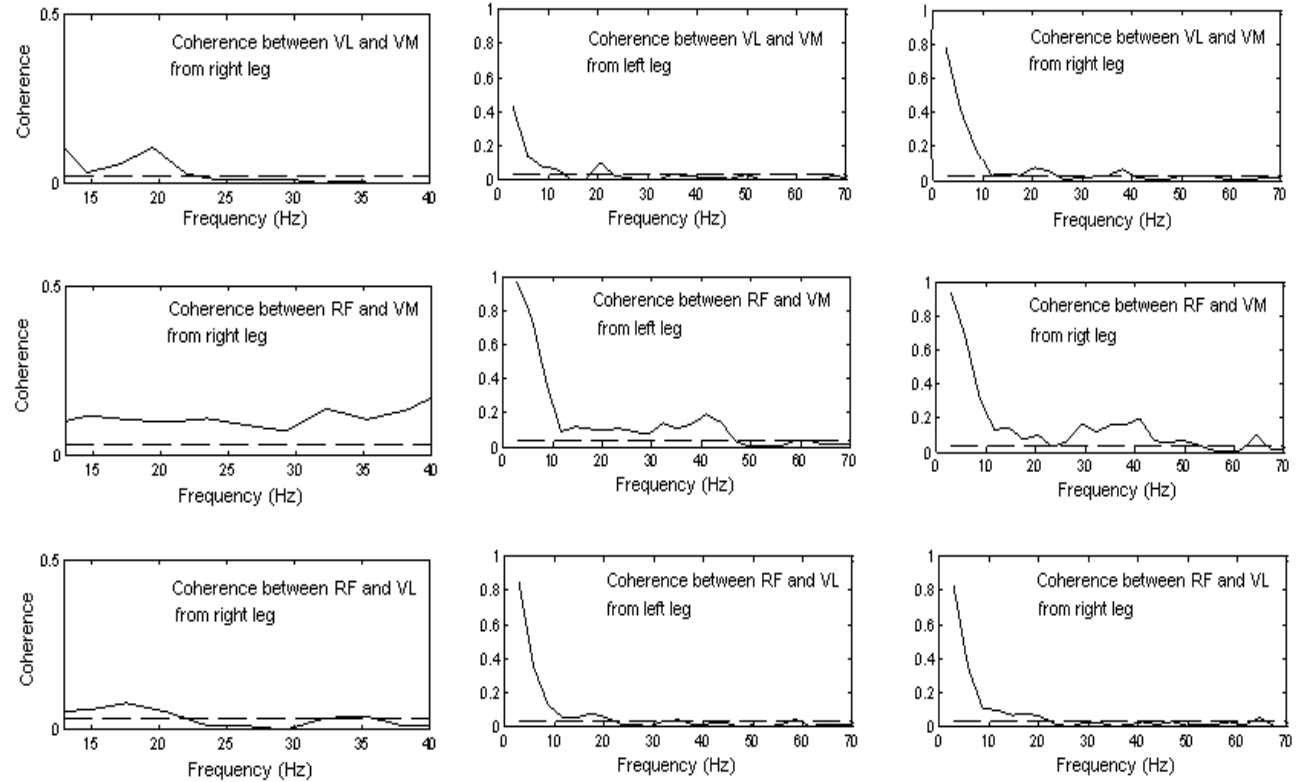 0.5
Coherence between VL and VM
from right leg
Coherence
0
15 20 25 30 35 40
Frequency (Hz)
1
0.8
0.6
0.4
0.2
0
Coherence between VL and VM
from left leg
0 10 20 30 40 50 60 70
Frequency (Hz)
1
0.8
0.6
0.4
0.2
0
Coherence between VL and VM
from right leg
0 10 20 30 40 50 60 70
Frequency (Hz)
0.5
Coherence between RF and VM
from right leg
Coherence
0
15 20 25 30 35 40
Frequency (Hz)
1
0.8
0.6
0.4
0.2
0
Coherence between RF and VM
from left leg
0 10 20 30 40 50 60 70
Frequency (Hz)
1
0.8
0.6
0.4
0.2
0
Coherence between RF and VM
from rigt leg
0 10 20 30 40 50 60 70
Frequency (Hz)
0.5
Coherence between RF and VL
from right leg
Coherence
0
15 20 25 30 35 40
Frequency (Hz)
1
0.8
0.6
0.4
0.2
0
Coherence between RF and VL
from left leg
0 10 20 30 40 50 60 70
Frequency (Hz)
1
0.8
0.6
0.4
0.2
0
Coherence between RF and VL
from right leg
0 10 20 30 40 50 60 70
Frequency (Hz)